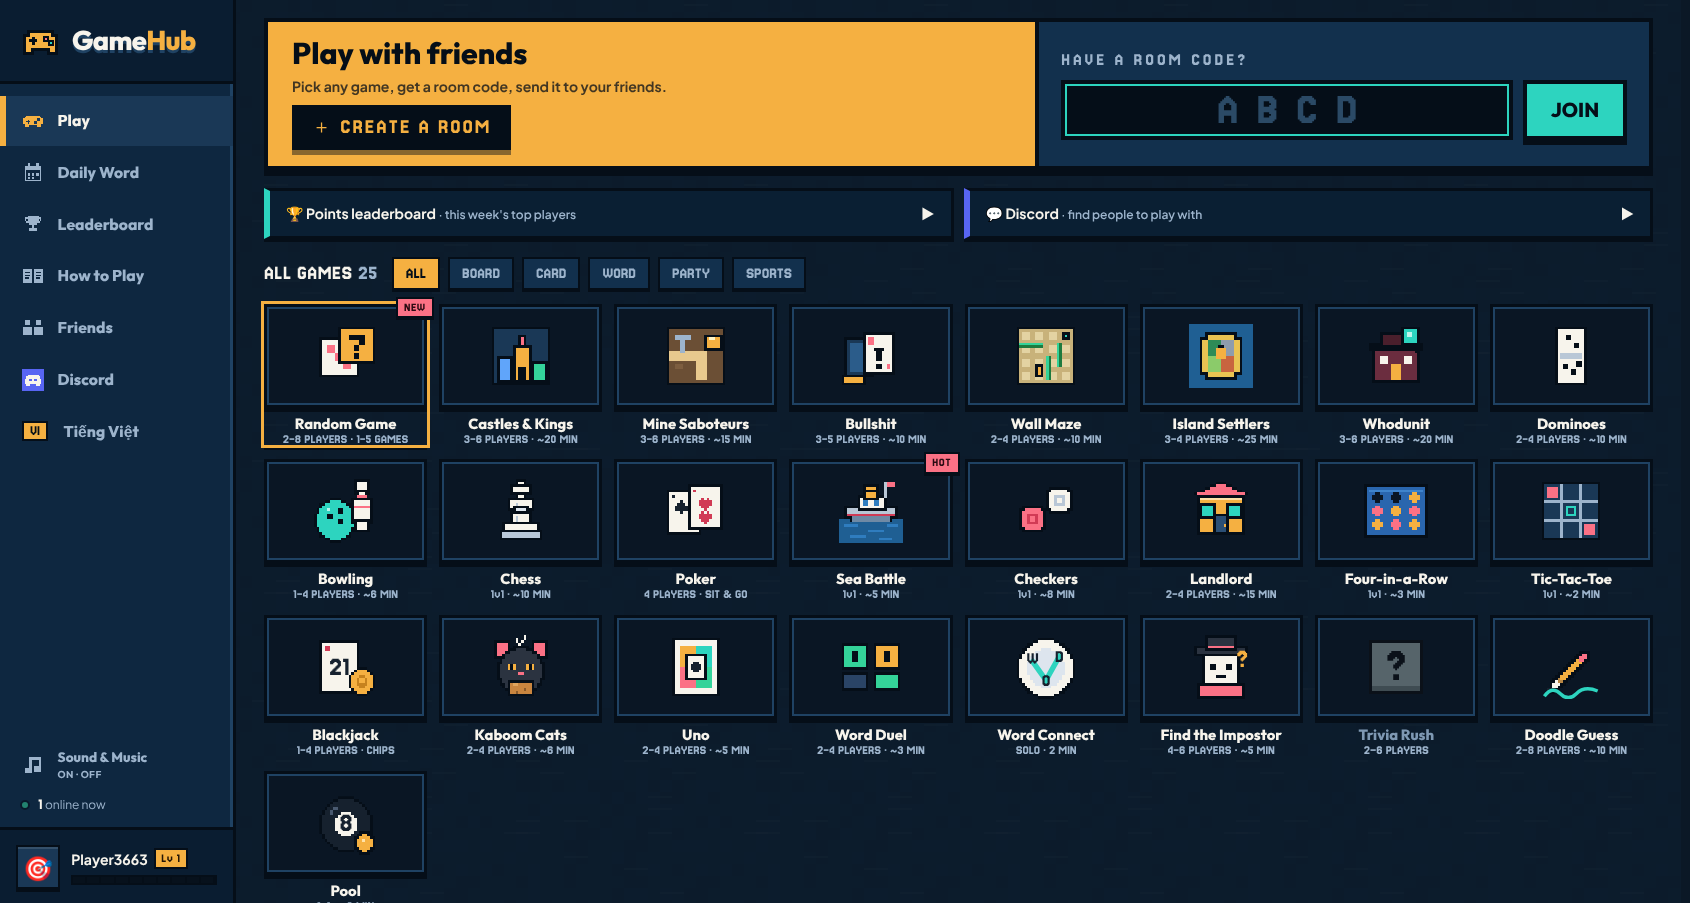 GameHub
Play
Daily Word
Leaderboard
How to Play
Friends
Discord
VI Tiếng Việt
Sound & Music
ON · OFF
1 online now
Player3663 Lv 1
Play with friends
Pick any game, get a room code, send it to your friends.
+ CREATE A ROOM
HAVE A ROOM CODE?
A B C D
JOIN
🏆 Points leaderboard · this week's top players ▶
💬 Discord · find people to play with ▶
ALL GAMES 25 ALL BOARD CARD WORD PARTY SPORTS
NEW
?
Random Game
2-8 PLAYERS · 1-5 GAMES
Castles & Kings
3-6 PLAYERS · ~20 MIN
Mine Saboteurs
3-6 PLAYERS · ~15 MIN
Bullshit
3-5 PLAYERS · ~10 MIN
Wall Maze
2-4 PLAYERS · ~10 MIN
Island Settlers
3-4 PLAYERS · ~25 MIN
Whodunit
3-6 PLAYERS · ~20 MIN
Dominoes
2-4 PLAYERS · ~10 MIN
Bowling
1-4 PLAYERS · ~6 MIN
Chess
1v1 · ~10 MIN
Poker
4 PLAYERS · SIT & GO
HOT
Sea Battle
1v1 · ~5 MIN
Checkers
1v1 · ~8 MIN
Landlord
2-4 PLAYERS · ~15 MIN
Four-in-a-Row
1v1 · ~3 MIN
Tic-Tac-Toe
1v1 · ~2 MIN
21
Blackjack
1-4 PLAYERS · CHIPS
Kaboom Cats
2-4 PLAYERS · ~6 MIN
Uno
2-4 PLAYERS · ~5 MIN
Word Duel
2-4 PLAYERS · ~3 MIN
W D
O
Word Connect
SOLO · 2 MIN
?
Find the Impostor
4-6 PLAYERS · ~5 MIN
?
Trivia Rush
2-6 PLAYERS
Doodle Guess
2-8 PLAYERS · ~10 MIN
8
Pool